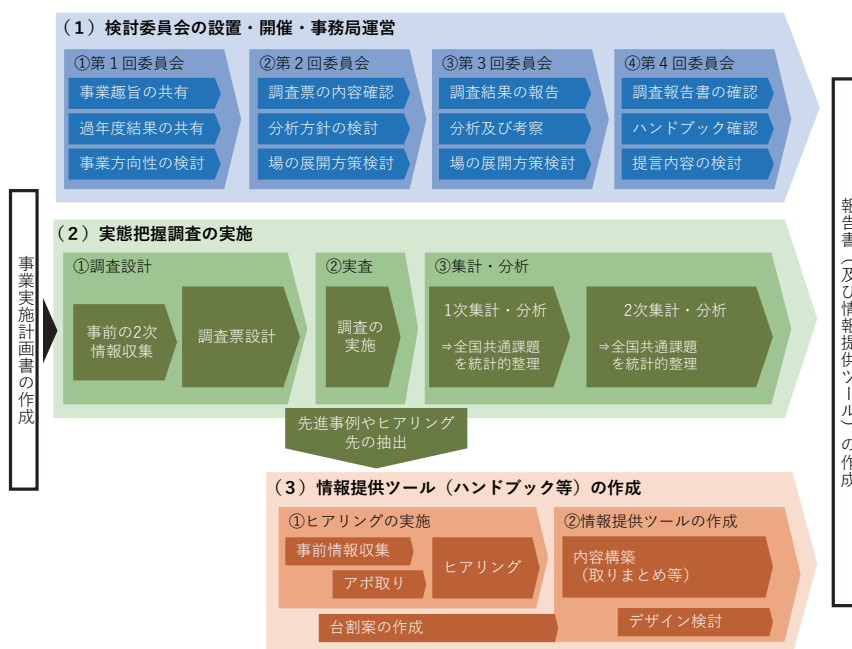 事業実施計画書の作成
（１）検討委員会の設置・開催・事務局運営
①第１回委員会
事業趣旨の共有
過年度結果の共有
事業方向性の検討
②第２回委員会
調査票の内容確認
分析方針の検討
場の展開方策検討
③第３回委員会
調査結果の報告
分析及び考察
場の展開方策検討
④第４回委員会
調査報告書の確認
ハンドブック確認
提言内容の検討
（２）実態把握調査の実施
①調査設計
事前の2次
情報収集
調査票設計
②実査
調査の
実施
③集計・分析
1次集計・分析
⇒全国共通課題
を統計的整理
2次集計・分析
⇒全国共通課題
を統計的整理
先進事例やヒアリング
先の抽出
（３）情報提供ツール（ハンドブック等）の作成
①ヒアリングの実施
事前情報収集
アポ取り
ヒアリング
台割案の作成
②情報提供ツールの作成
内容構築
（取りまとめ等）
デザイン検討
報告書（及び情報提供ツール）の作成